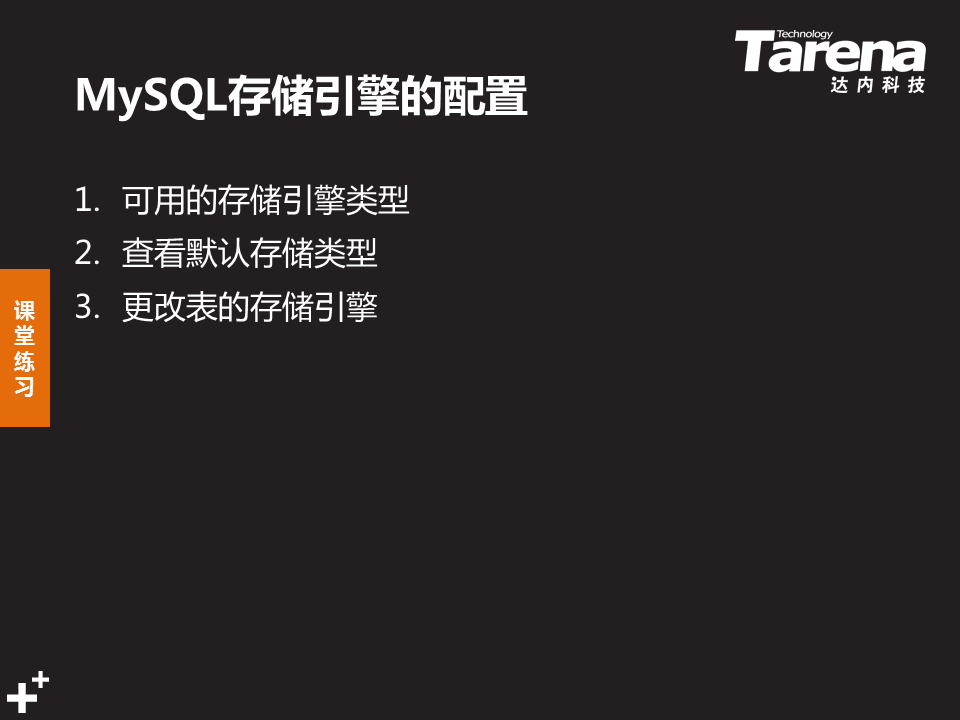 Technology
Tarena
达内科技
MySQL存储引擎的配置
1. 可用的存储引擎类型
2. 查看默认存储类型
3. 更改表的存储引擎
课
堂
练
习